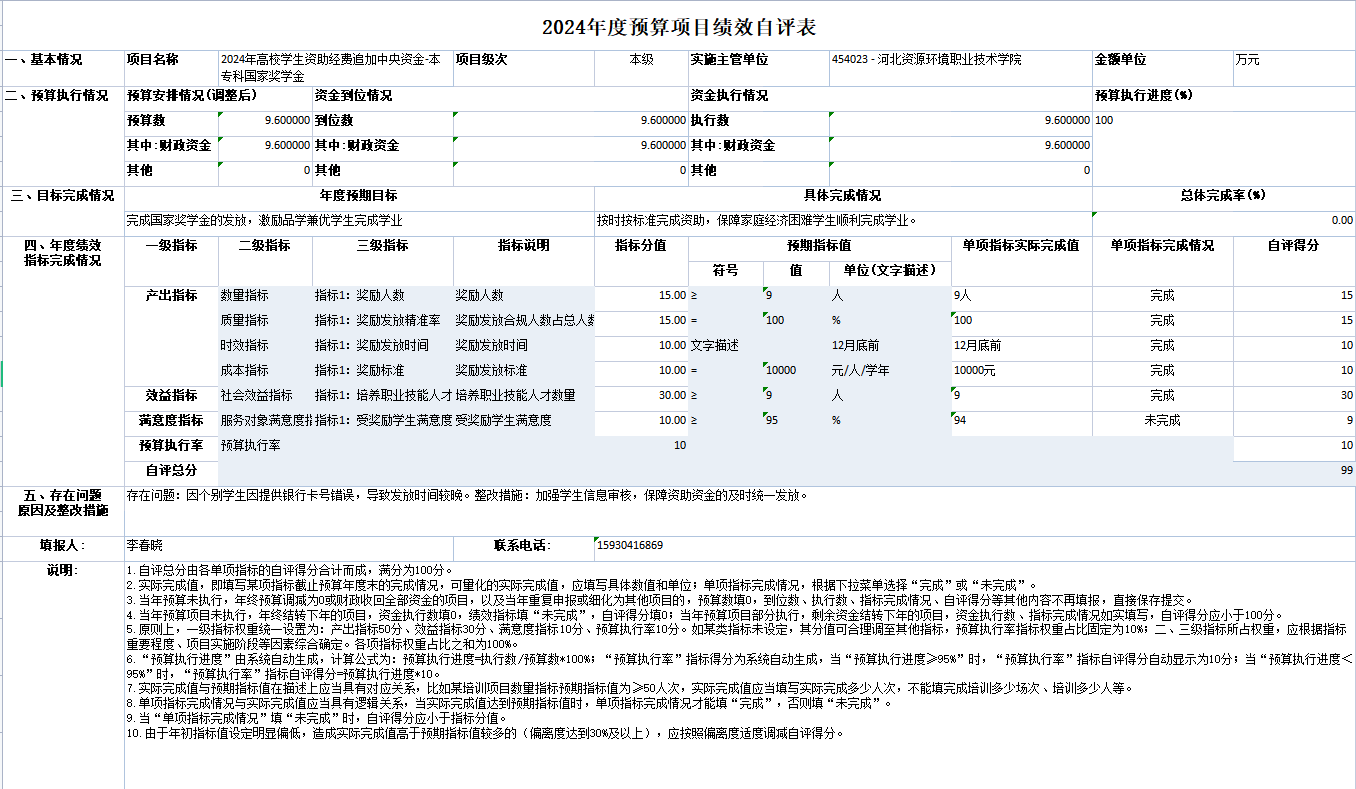 2024年度预算项目绩效自评表
一、基本情况 项目名称 2024年高校学生资助经费追加中央资金-本专科国家奖学金 项目级次 本级 实施主管单位 454023 - 河北资源环境职业技术学院 金额单位 万元
二、预算执行情况 预算安排情况(调整后) 资金到位情况 资金执行情况 预算执行进度(%)
预算数 9.600000 到位数 9.600000 执行数 9.600000 100
其中:财政资金 9.600000 其中:财政资金 9.600000 其中:财政资金 9.600000
其他 0 其他 0 其他 0
三、目标完成情况 年度预期目标 具体完成情况 总体完成率(%)
完成国家奖学金的发放，激励品学兼优学生完成学业 按时按标准完成资助，保障家庭经济困难学生顺利完成学业。 0.00
四、年度绩效指标完成情况 一级指标 二级指标 三级指标 指标说明 指标分值 预期指标值 单项指标实际完成值 单项指标完成情况 自评得分
符号 值 单位(文字描述)
产出指标 数量指标 指标1：奖励人数 奖励人数 15.00 ≥ 9 人 9人 完成 15
质量指标 指标1：奖励发放精准率 奖励发放合规人数占总人数 15.00 = 100 % 100 完成 15
时效指标 指标1：奖励发放时间 奖励发放时间 10.00 文字描述 12月底前 12月底前 完成 10
成本指标 指标1：奖励标准 奖励发放标准 10.00 = 10000 元/人/学年 10000元 完成 10
效益指标 社会效益指标 指标1：培养职业技能人才 培养职业技能人才数量 30.00 ≥ 9 人 9 完成 30
满意度指标 服务对象满意度指 指标1：受奖励学生满意度 受奖励学生满意度 10.00 ≥ 95 % 94 未完成 9
预算执行率 预算执行率 10 10
自评总分 99
五、存在问题原因及整改措施 存在问题：因个别学生因提供银行卡号错误，导致发放时间较晚。整改措施：加强学生信息审核，保障资助资金的及时统一发放。
填报人: 李春晓 联系电话: 15930416869
说明:
1. 自评总分由各单项指标的自评得分合计而成，满分为100分。
2. 实际完成值，即填写某项指标截止预算年度末的完成情况，可量化的实际完成值，应填写具体数值和单位；单项指标完成情况，根据下拉菜单选择“完成”或“未完成”。
3. 当年预算未执行，年终预算调减为0或财政收回全部资金的项目，以及当年重复申报或细化为其他项目的，预算数填0，到位数、执行数、指标完成情况、自评得分等其他内容不再填报，直接保存提交。
4. 当年预算项目未执行，年终结转下年的项目，资金执行数填0，绩效指标填“未完成”，自评得分填0；当年预算项目部分执行，剩余资金结转下年的项目，资金执行数、指标完成情况如实填写，自评得分应小于100分。
5. 原则上，一级指标权重统一设置为：产出指标50分、效益指标30分、满意度指标10分、预算执行率10分。如某类指标未设定，其分值可合理调至其他指标，预算执行率指标权重占比固定为10%；二、三级指标所占权重，应根据指标
重要程度、项目实施阶段等因素综合确定。各项指标权重占比之和为100%。
6. “预算执行进度”由系统自动生成，计算公式为：预算执行进度=执行数/预算数*100%；“预算执行率”指标得分为系统自动生成，当“预算执行进度≥95%”时，“预算执行率”指标自评得分自动显示为10分；当“预算执行进度＜
95%”时，“预算执行率”指标自评得分=预算执行进度*10。
7. 实际完成值与预期指标值在描述上应当具有对应关系，比如某培训项目数量指标预期指标值为≥50人次，实际完成值应当填写实际完成多少人次，不能填完成培训多少场次、培训多少人等。
8. 单项指标完成情况与实际完成值应当具有逻辑关系，当实际完成值达到预期指标值时，单项指标完成情况才能填“完成”，否则填“未完成”。
9. 当“单项指标完成情况”填“未完成”时，自评得分应小于指标分值。
10. 由于年初指标值设定明显偏低，造成实际完成值高于预期指标值较多的（偏离度达到30%及以上），应按照偏离度适度调减自评得分。